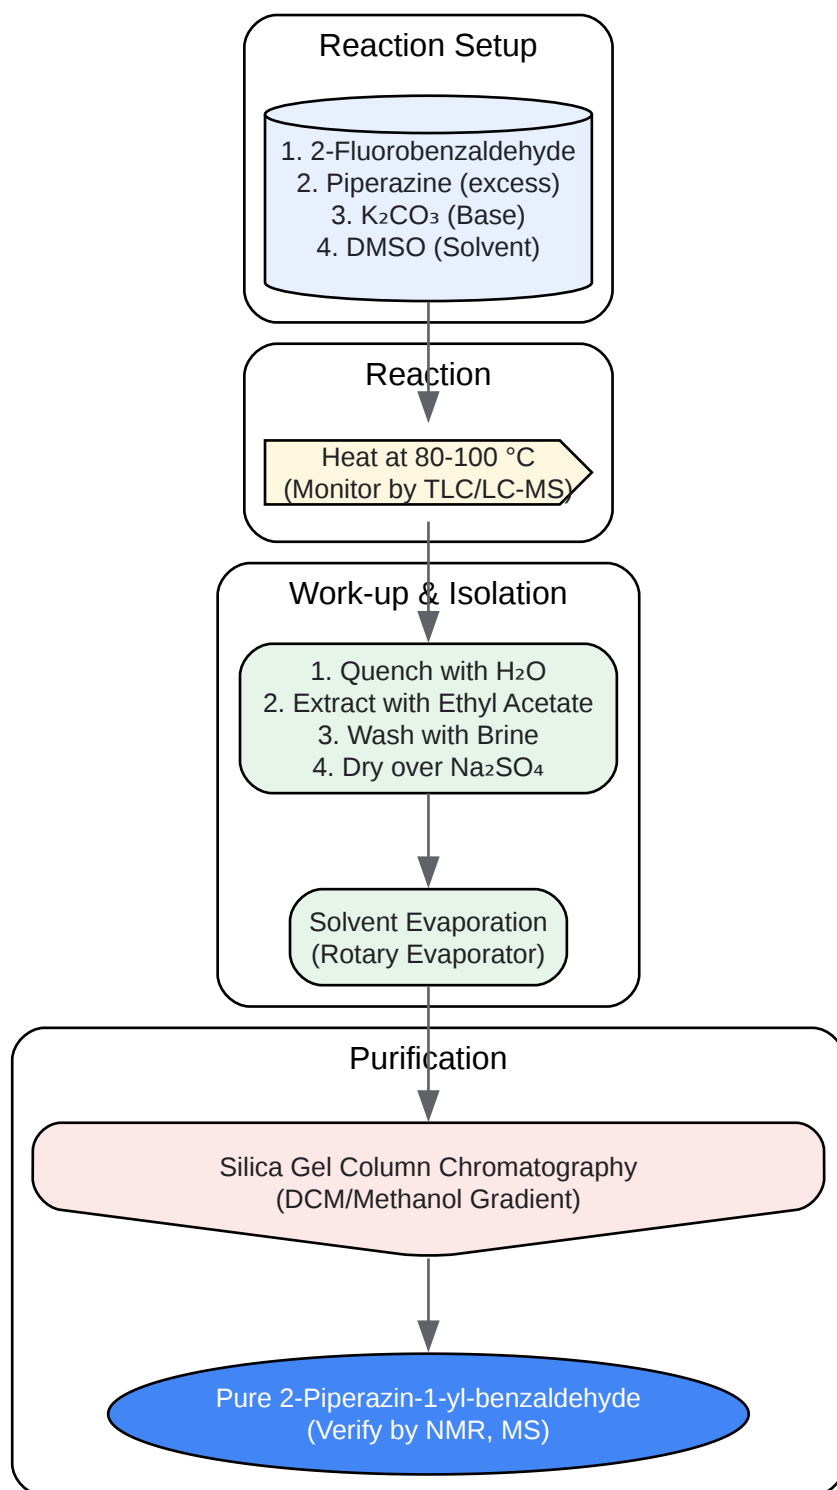 Reaction Setup
1. 2-Fluorobenzaldehyde
2. Piperazine (excess)
3. K₂CO₃ (Base)
4. DMSO (Solvent)
Reaction
Heat at 80-100 °C
(Monitor by TLC/LC-MS)
Work-up & Isolation
1. Quench with H₂O
2. Extract with Ethyl Acetate
3. Wash with Brine
4. Dry over Na₂SO₄
Solvent Evaporation
(Rotary Evaporator)
Purification
Silica Gel Column Chromatography
(DCM/Methanol Gradient)
Pure 2-Piperazin-1-yl-benzaldehyde
(Verify by NMR, MS)